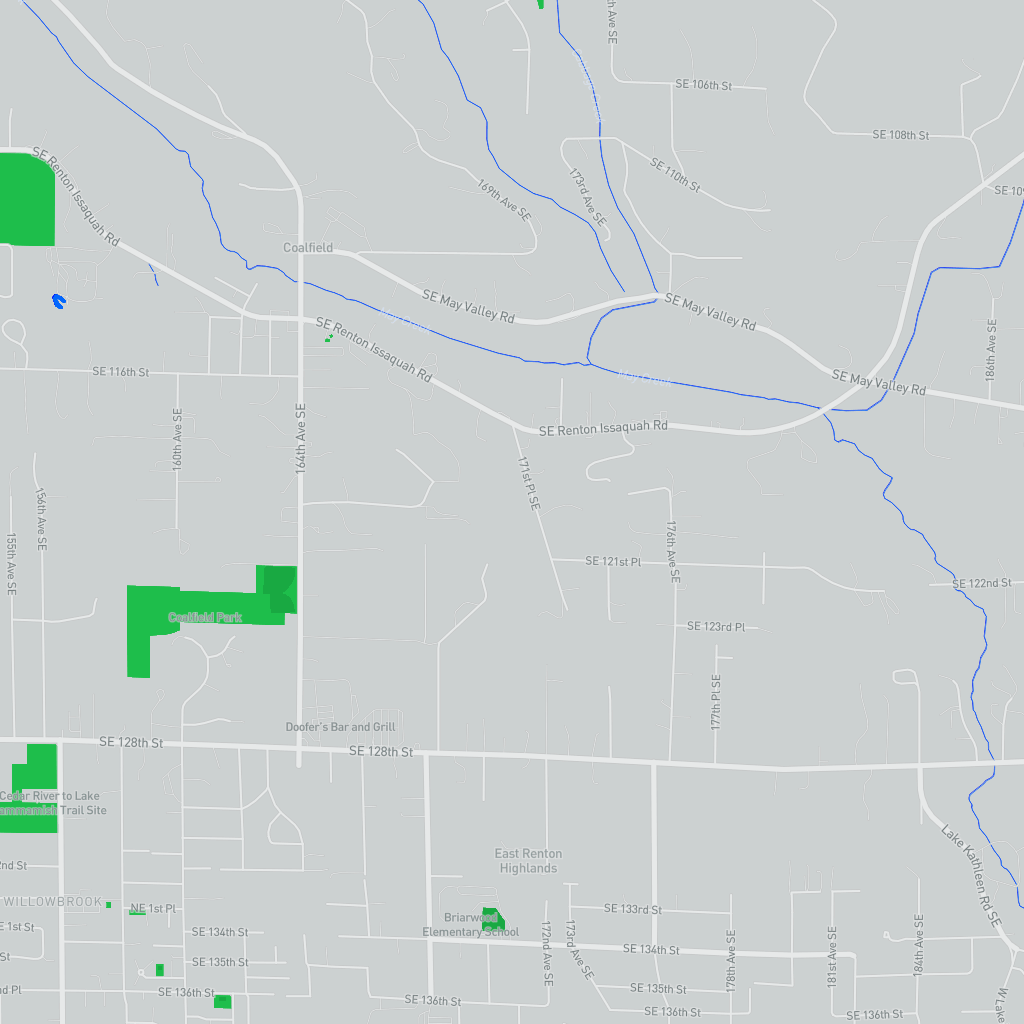 th Ave SE
SE 106th St
SE 108th St
SE Renton Issaquah Rd
SE 110th St
173rd Ave SE
169th Ave SE
SE 109
Coalfield
SE May Valley Rd
SE May Valley Rd
SE Renton Issaquah Rd
186th Ave SE
SE 116th St
SE May Valley Rd
160th Ave SE
164th Ave SE
SE Renton Issaquah Rd
171st Pl SE
156th Ave SE
155th Ave SE
176th Ave SE
SE 121st Pl
SE 122nd St
Coalfield Park
SE 123rd Pl
177th Pl SE
Doofer's Bar and Grill
SE 128th St
SE 128th St
Cedar River to Lake
ammamish Trail Site
Lake Kathleen Rd SE
East Renton
Highlands
2nd St
WILLOWBROOK
NE 1st Pl
SE 133rd St
Briarwood
Elementary School
E 1st St
SE 134th St
172nd Ave SE
173rd Ave SE
SE 134th St
178th Ave SE
181st Ave SE
184th Ave SE
St
SE 135th St
nd Pl
SE 136th St
SE 136th St
SE 135th St
SE 136th St
SE 136th St
W Lake